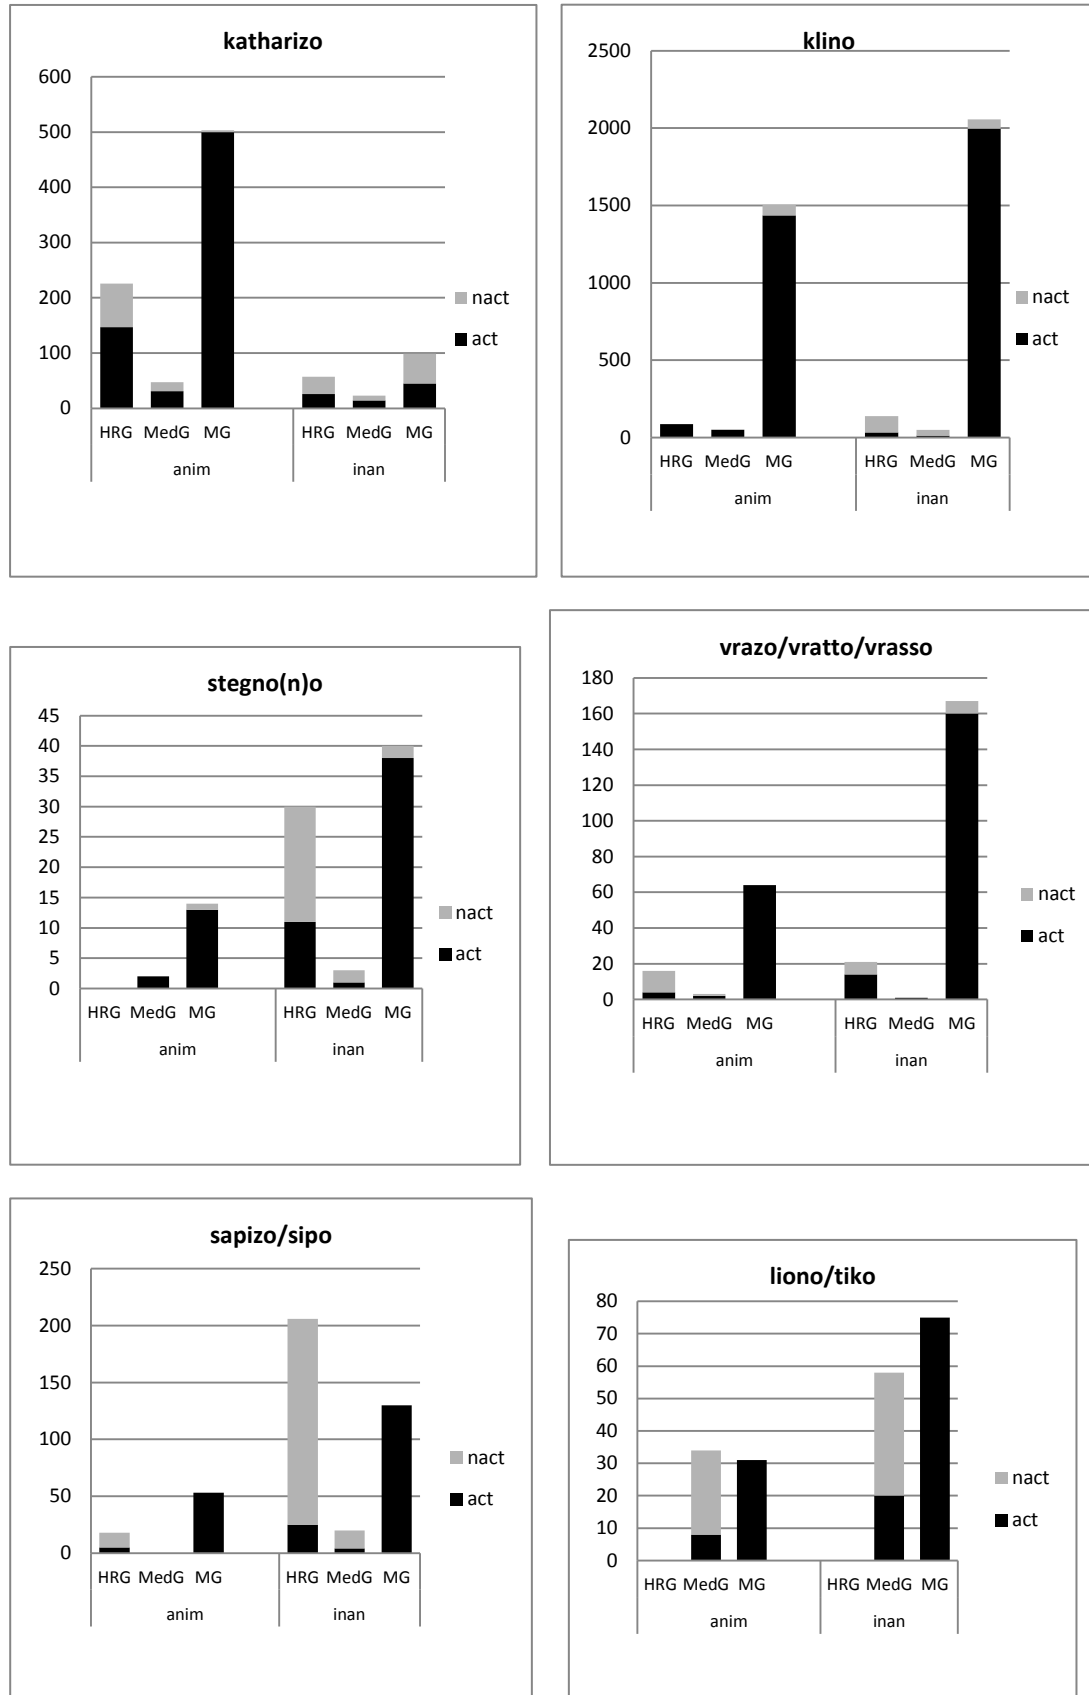 katharizo
600
500
400
300
200
100
0
HRG MedG MG HRG MedG MG
anim inan
nact
act
klino
2500
2000
1500
1000
500
0
HRG MedG MG HRG MedG MG
anim inan
nact
act
stegno(n)o
45
40
35
30
25
20
15
10
5
0
HRG MedG MG HRG MedG MG
anim inan
nact
act
vrazo/vratto/vrasso
180
160
140
120
100
80
60
40
20
0
HRG MedG MG HRG MedG MG
anim inan
nact
act
sapizo/sipo
250
200
150
100
50
0
HRG MedG MG HRG MedG MG
anim inan
nact
act
liono/tiko
80
70
60
50
40
30
20
10
0
HRG MedG MG HRG MedG MG
anim inan
nact
act